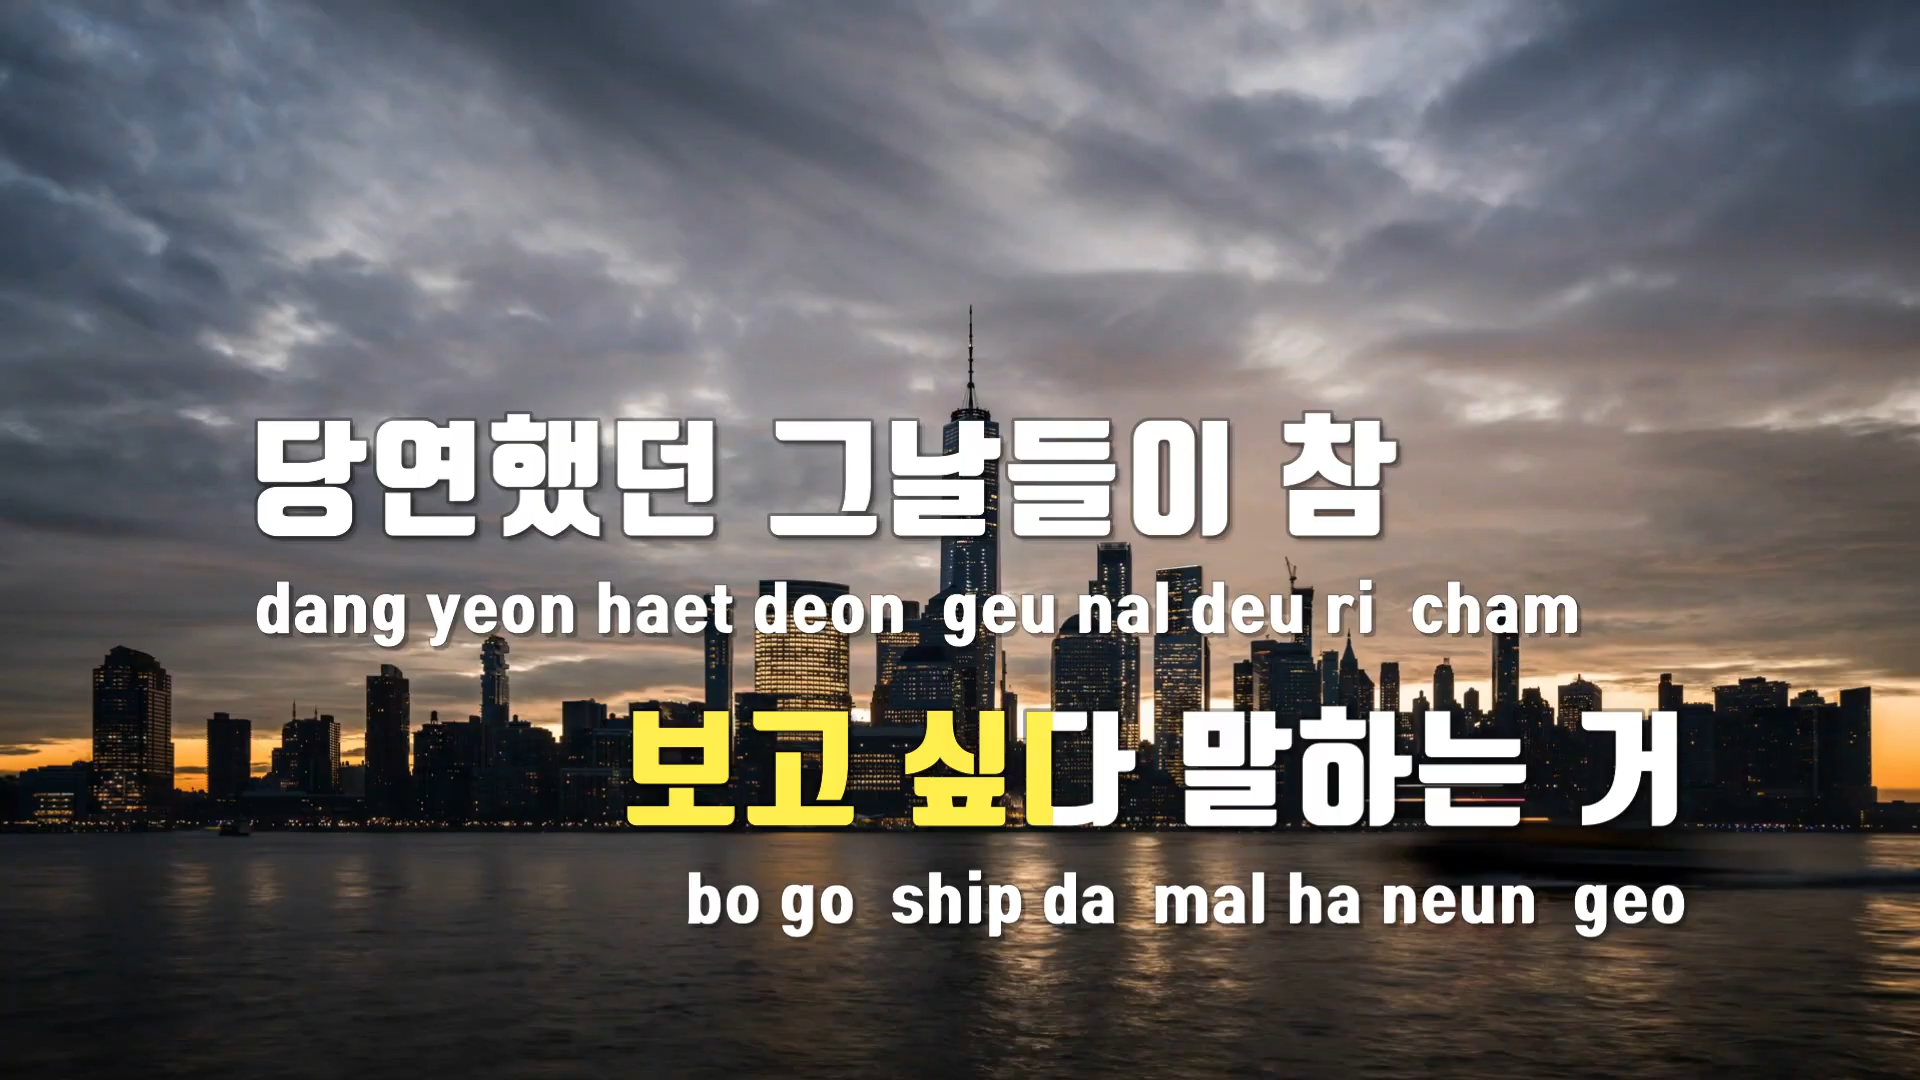 당연했던 그날들이 참
dang yeon haet deon geu nal deu ri cham
보고 싶다 말하는 거
bo go ship da mal ha neun geo